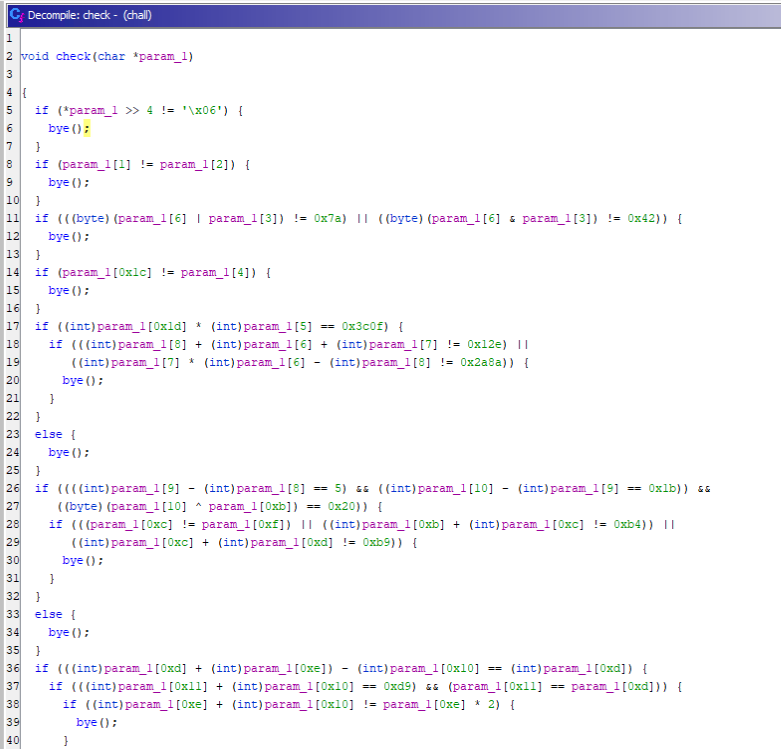 Decompile: check - (chall)
1
2 void check(char *param_1)
3
4 {
5   if (*param_1 >> 4 != '\x06') {
6     bye();
7   }
8   if (param_1[1] != param_1[2]) {
9     bye();
10   }
11   if (((byte)(param_1[6] | param_1[3]) != 0x7a) || ((byte)(param_1[6] & param_1[3]) != 0x42)) {
12     bye();
13   }
14   if (param_1[0x1c] != param_1[4]) {
15     bye();
16   }
17   if ((int)param_1[0x1d] * (int)param_1[5] == 0x3c0f) {
18     if (((int)param_1[8] + (int)param_1[6] + (int)param_1[7] != 0x12e) ||
19        ((int)param_1[7] * (int)param_1[6] - (int)param_1[8] != 0x2a8a)) {
20       bye();
21     }
22   }
23   else {
24     bye();
25   }
26   if ((((int)param_1[9] - (int)param_1[8] == 5) && ((int)param_1[10] - (int)param_1[9] == 0x1b)) &&
27      ((byte)(param_1[10] ^ param_1[0xb]) == 0x20)) {
28     if (((param_1[0xc] != param_1[0xf]) || ((int)param_1[0xb] + (int)param_1[0xc] != 0xb4)) ||
29        ((int)param_1[0xc] + (int)param_1[0xd] != 0xb9)) {
30       bye();
31     }
32   }
33   else {
34     bye();
35   }
36   if (((int)param_1[0xd] + (int)param_1[0xe]) - (int)param_1[0x10] == (int)param_1[0xd]) {
37     if (((int)param_1[0x11] + (int)param_1[0x10] == 0xd9) && (param_1[0x11] == param_1[0xd])) {
38       if ((int)param_1[0xe] + (int)param_1[0x10] != param_1[0xe] * 2) {
39         bye();
40       }